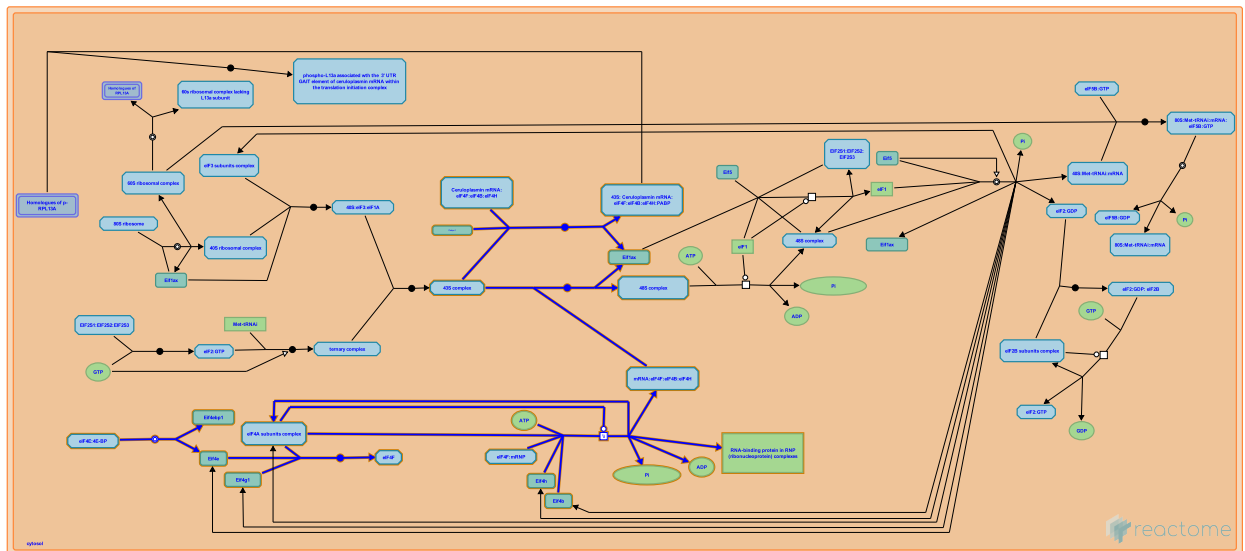 phospho-L13a associated wth the 3' UTR
GAIT element of ceruloplasmin mRNA within
the translation initiation complex
Homologues of
RPL13A
60s ribosomal complex lacking
L13a subunit
eIF5B:GTP
80S:Met-tRNAi:mRNA:
eIF5B:GTP
Pi
EIF2S1:EIF2S2:
EIF2S3
Eif5
eIF3 subunits complex
Eif5
40S:Met-tRNAi:mRNA
60S ribosomal complex
eIF1
Ceruloplasmin mRNA:
eIF4F:eIF4B:eIF4H
43S: Ceruloplasmin mRNA:
eIF4F:eIF4B:eIF4H:PABP
Homologues of p-
RPL13A
40S:eIF3:eIF1A
eIF2:GDP
eIF5B:GDP
Pi
80S ribosome
40S ribosomal complex
48S complex
Eif1ax
80S:Met-tRNAi:mRNA
eIF1
ATP
Eif1ax
Eif1ax
43S complex
48S complex
Pi
eIF2:GDP: eIF2B
ADP
GTP
EIF2S1:EIF2S2:EIF2S3
Met-tRNAi
eIF2:GTP
ternary complex
eIF2B subunits complex
GTP
mRNA:eIF4F:eIF4B:eIF4H
eIF2:GTP
GDP
Eif4ebp1
ATP
eIF4E:4E-BP
eIF4A subunits complex
RNA-binding protein in RNP
(ribonucleoprotein) complexes
Eif4e
eIF4F
eIF4F:mRNP
ADP
Pi
Eif4g1
Eif4h
Eif4b
reactome
cytosol